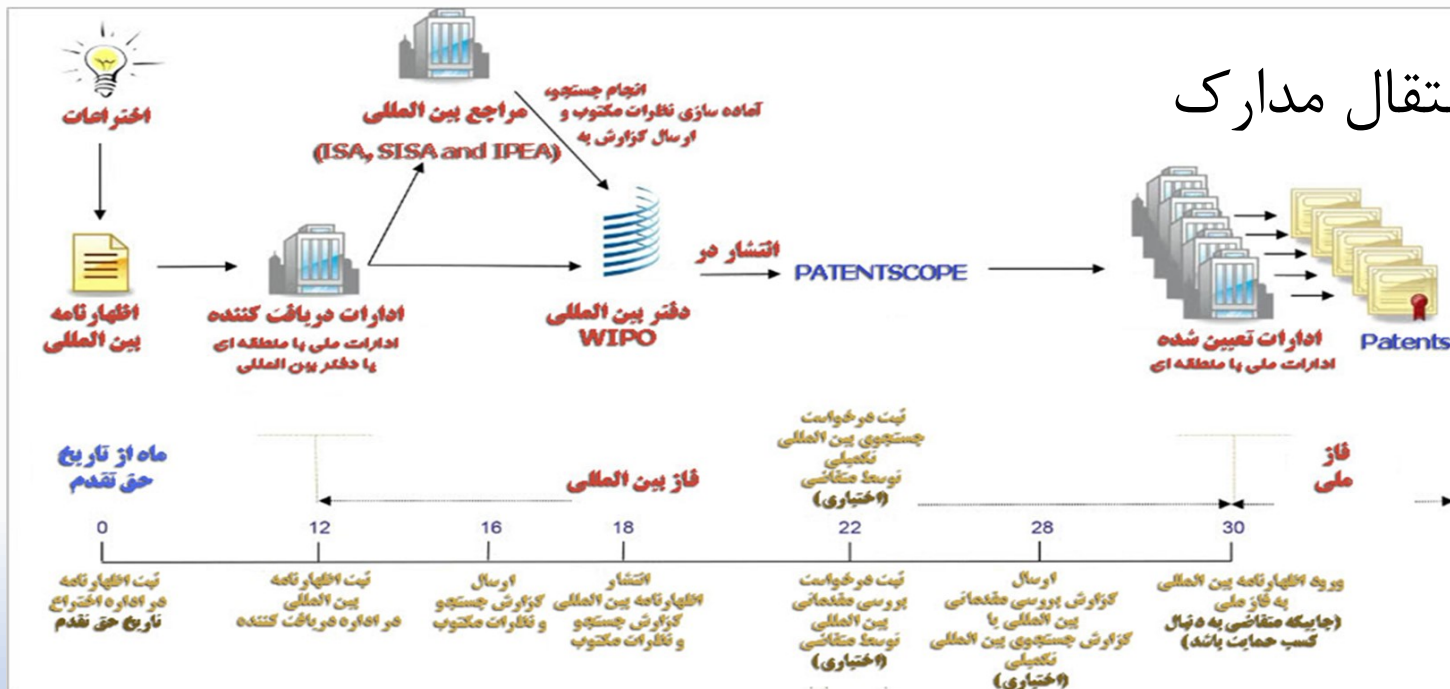 نتقال مدارک
اختراعات
مراجع بین المللی
(ISA, SISA and IPEA)
انجام جستجو،
آماده سازی نظرات مکتوب و
ارسال گزارش به
اظهارنامه
بین المللی
ادارات دریافت کننده
ادارات ملی یا منطقه ای
یا دفتر بین المللی
دفتر بین المللی
WIPO
انتشار در
PATENTSCOPE
ادارات تعیین شده
ادارات ملی یا منطقه ای
Patents
ماه از تاریخ
حق تقدم
فاز بین المللی
ثبت درخواست
جستجوی بین المللی
تکمیلی
توسط متقاضی
(اختیاری)
فاز
ملی
0
12
16
18
22
28
30
ثبت اظهارنامه
در اداره اختراع
تاریخ حق تقدم
ثبت اظهارنامه
بین المللی
در اداره دریافت کننده
ارسال
گزارش جستجو
و نظرات مکتوب
انتشار
اظهارنامه بین المللی
گزارش جستجو
و نظرات مکتوب
ثبت درخواست
بررسی مقدماتی
بین المللی
توسط متقاضی
(اختیاری)
ارسال
گزارش بررسی مقدماتی
بین المللی یا
گزارش جستجوی بین المللی
تکمیلی
(اختیاری)
ورود اظهارنامه بین المللی
به فاز ملی
(جاییکه متقاضی به دنبال
کسب حمایت باشد)